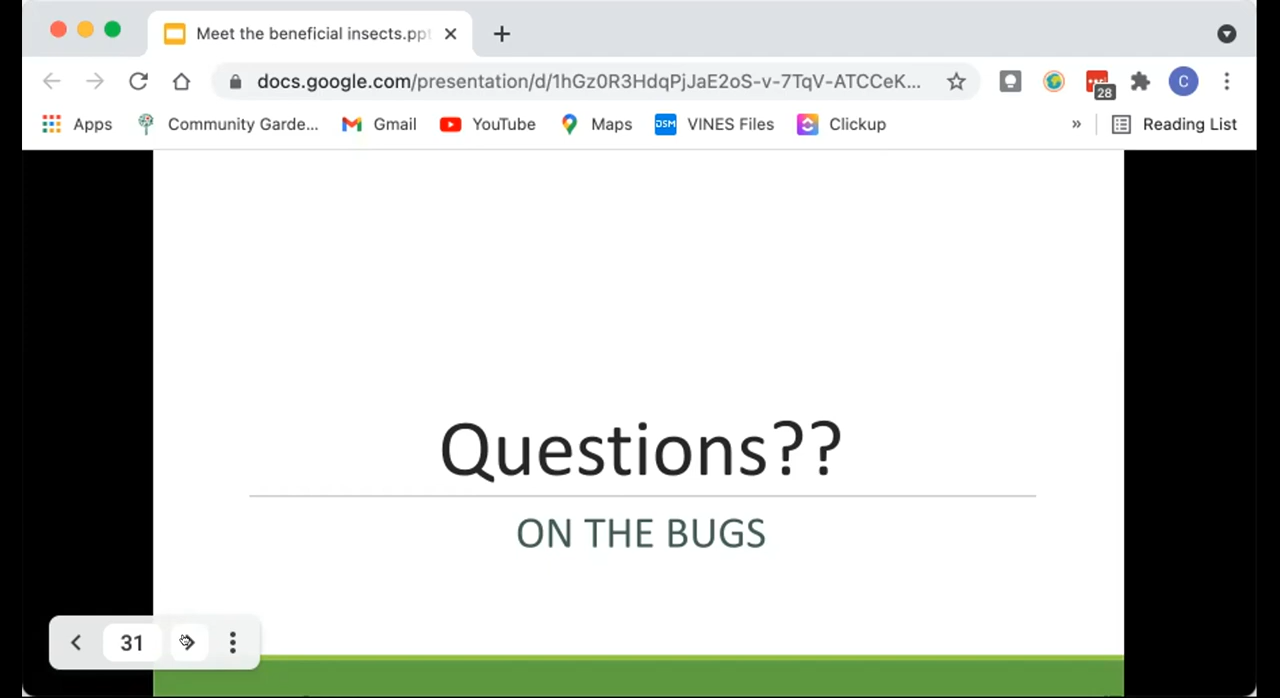 Meet the beneficial insects.ppt
docs.google.com/presentation/d/1hGz0R3HdqPjJaE2oS-v-7TqV-ATCCeK...
28
C
Apps
Community Garde...
Gmail
YouTube
Maps
DSM
VINES Files
Clickup
»
Reading List
Questions??
ON THE BUGS
31